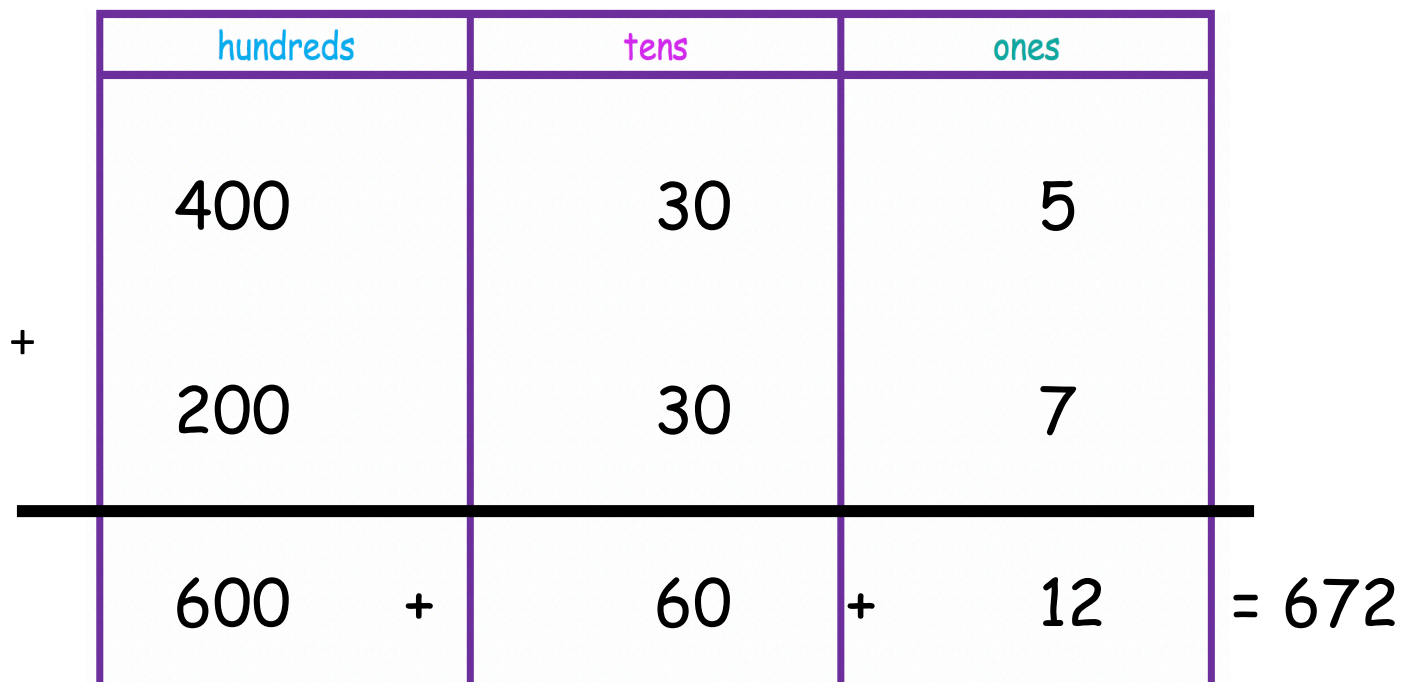 hundreds tens ones
400 30 5
+
200 30 7
600 + 60 + 12 = 672